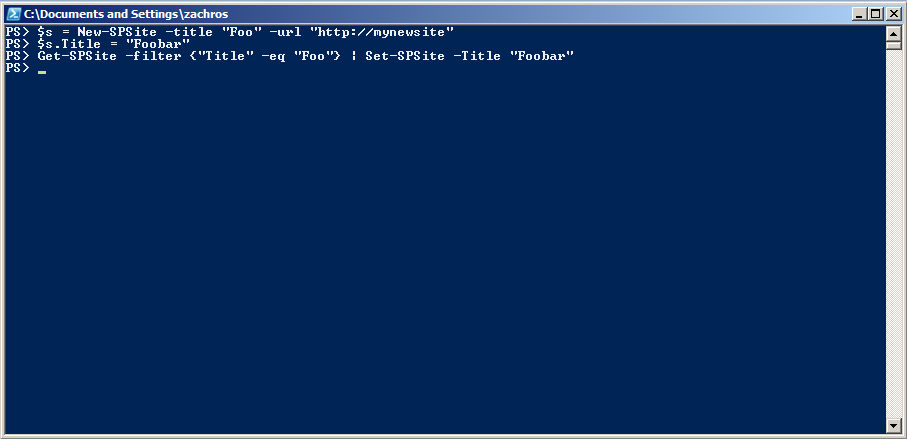 C:\Documents and Settings\zachros
PS> $s = New-SPSite -title "Foo" -url "http://mynewsite"
PS> $s.Title = "Foobar"
PS> Get-SPSite -filter {"Title" -eq "Foo"} | Set-SPSite -Title "Foobar"
PS>